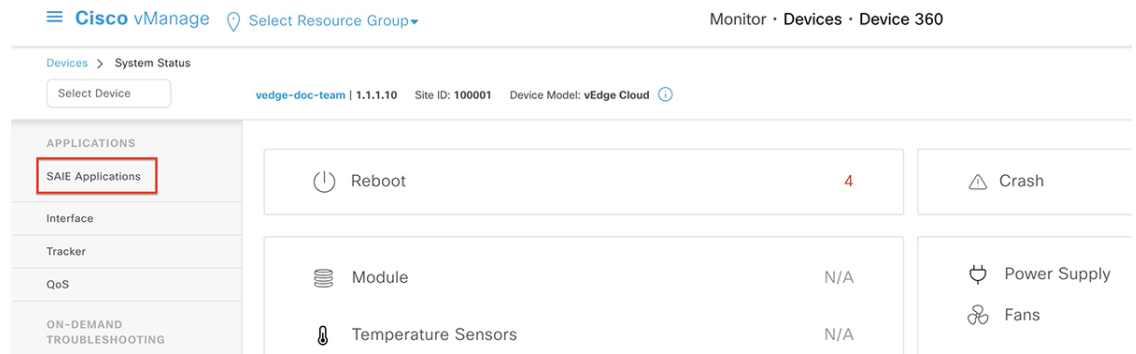 Cisco vManage Select Resource Group Monitor · Devices · Device 360
Devices > System Status
Select Device
vedge-doc-team | 1.1.1.10 Site ID: 100001 Device Model: vEdge Cloud
APPLICATIONS
SAIE Applications
Interface
Tracker
QoS
ON-DEMAND
TROUBLESHOOTING
Reboot 4
Crash
Module N/A
Temperature Sensors N/A
Power Supply
Fans